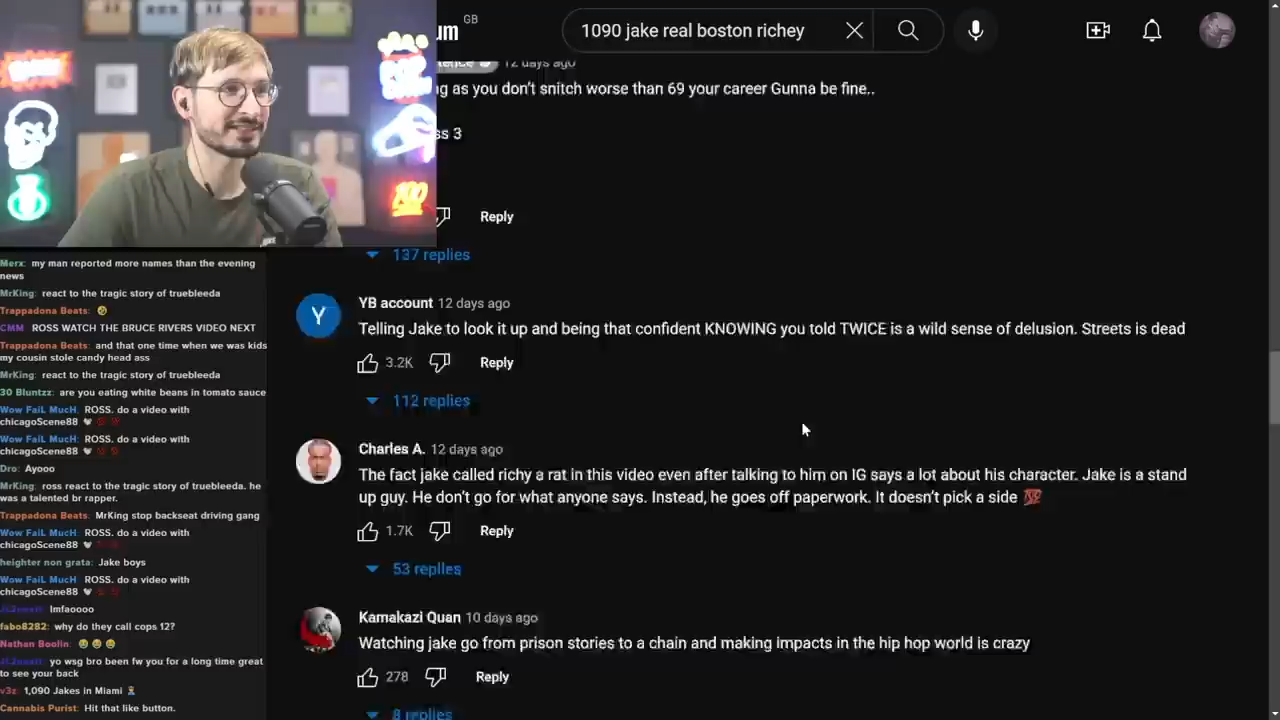 um GB
1090 jake real boston richey
12 days ago
g as you don't snitch worse than 69 your career Gunna be fine..
ss 3
Reply
137 replies
YB account 12 days ago
Telling Jake to look it up and being that confident KNOWING you told TWICE is a wild sense of delusion. Streets is dead
3.2K Reply
112 replies
Charles A. 12 days ago
The fact jake called richy a rat in this video even after talking to him on IG says a lot about his character. Jake is a stand
up guy. He don't go for what anyone says. Instead, he goes off paperwork. It doesn't pick a side 💯
1.7K Reply
53 replies
Kamakazi Quan 10 days ago
Watching jake go from prison stories to a chain and making impacts in the hip hop world is crazy
278 Reply
8 replies
Merx: my man reported more names than the evening
news
MrKing: react to the tragic story of truebleeda
Trappadona Beats: 🤣
CMM ROSS WATCH THE BRUCE RIVERS VIDEO NEXT
Trappadona Beats: and that one time when we was kids
my cousin stole candy head ass
MrKing: react to the tragic story of truebleeda
30 Bluntzz: are you eating white beans in tomato sauce
Wow FaiL MucH: ROSS. do a video with
chicagoScene88
Wow FaiL MucH: ROSS. do a video with
chicagoScene88
Dro: Ayooo
MrKing: ross react to the tragic story of truebleeda. he
was a talented br rapper.
Trappadona Beats: MrKing stop backseat driving gang
Wow FaiL MucH: ROSS. do a video with
chicagoScene88
heighter non grata: Jake boys
Wow FaiL MucH: ROSS. do a video with
chicagoScene88
lmfaoooo
fabo8282: why do they call cops 12?
Nathan Boolin: 😂😂😂
yo wsg bro been fw you for a long time great
to see your back
v3z: 1,090 Jakes in Miami
Cannabis Purist: Hit that like button.
100